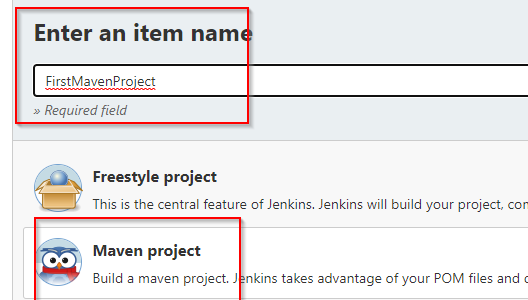 Enter an item name
FirstMavenProject
» Required field
Freestyle project
This is the central feature of Jenkins. Jenkins will build your project,
Maven project
Build a maven project. Jenkins takes advantage of your POM files and